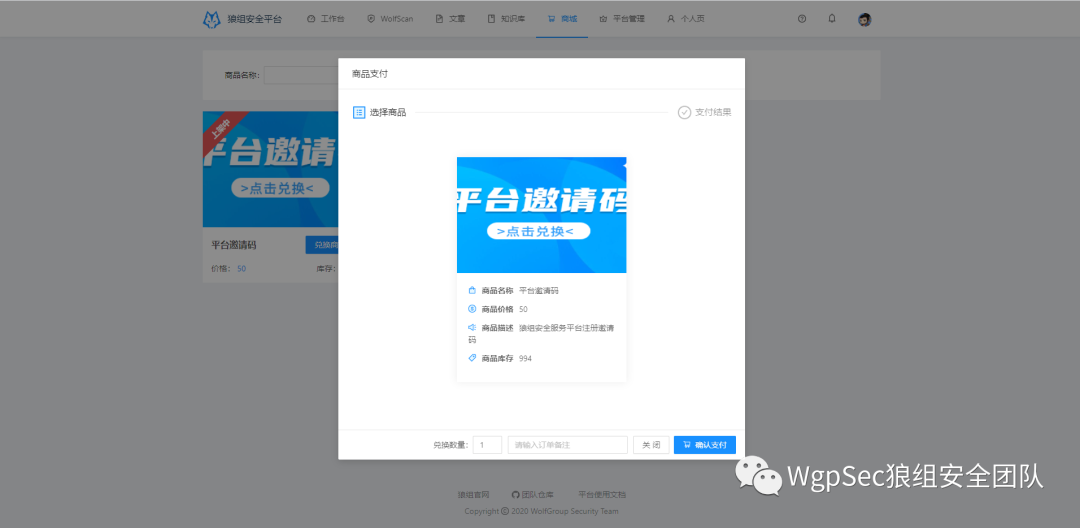 狼组安全平台 工作台 WolfScan 文章 知识库 商城 平台管理 个人页
商品名称:
上架中
平台邀请
>点击兑换<
平台邀请码
兑换商
价格: 50 库存:
商品支付
选择商品 支付结果
平台邀请码
>点击兑换<
商品名称 平台邀请码
商品价格 50
商品描述 狼组安全服务平台注册邀请
码
商品库存 994
兑换数量: 1 请输入订单备注 关 闭 确认支付
WgpSec狼组安全团队
狼组官网 团队仓库 平台使用文档
Copyright © 2020 WolfGroup Security Team